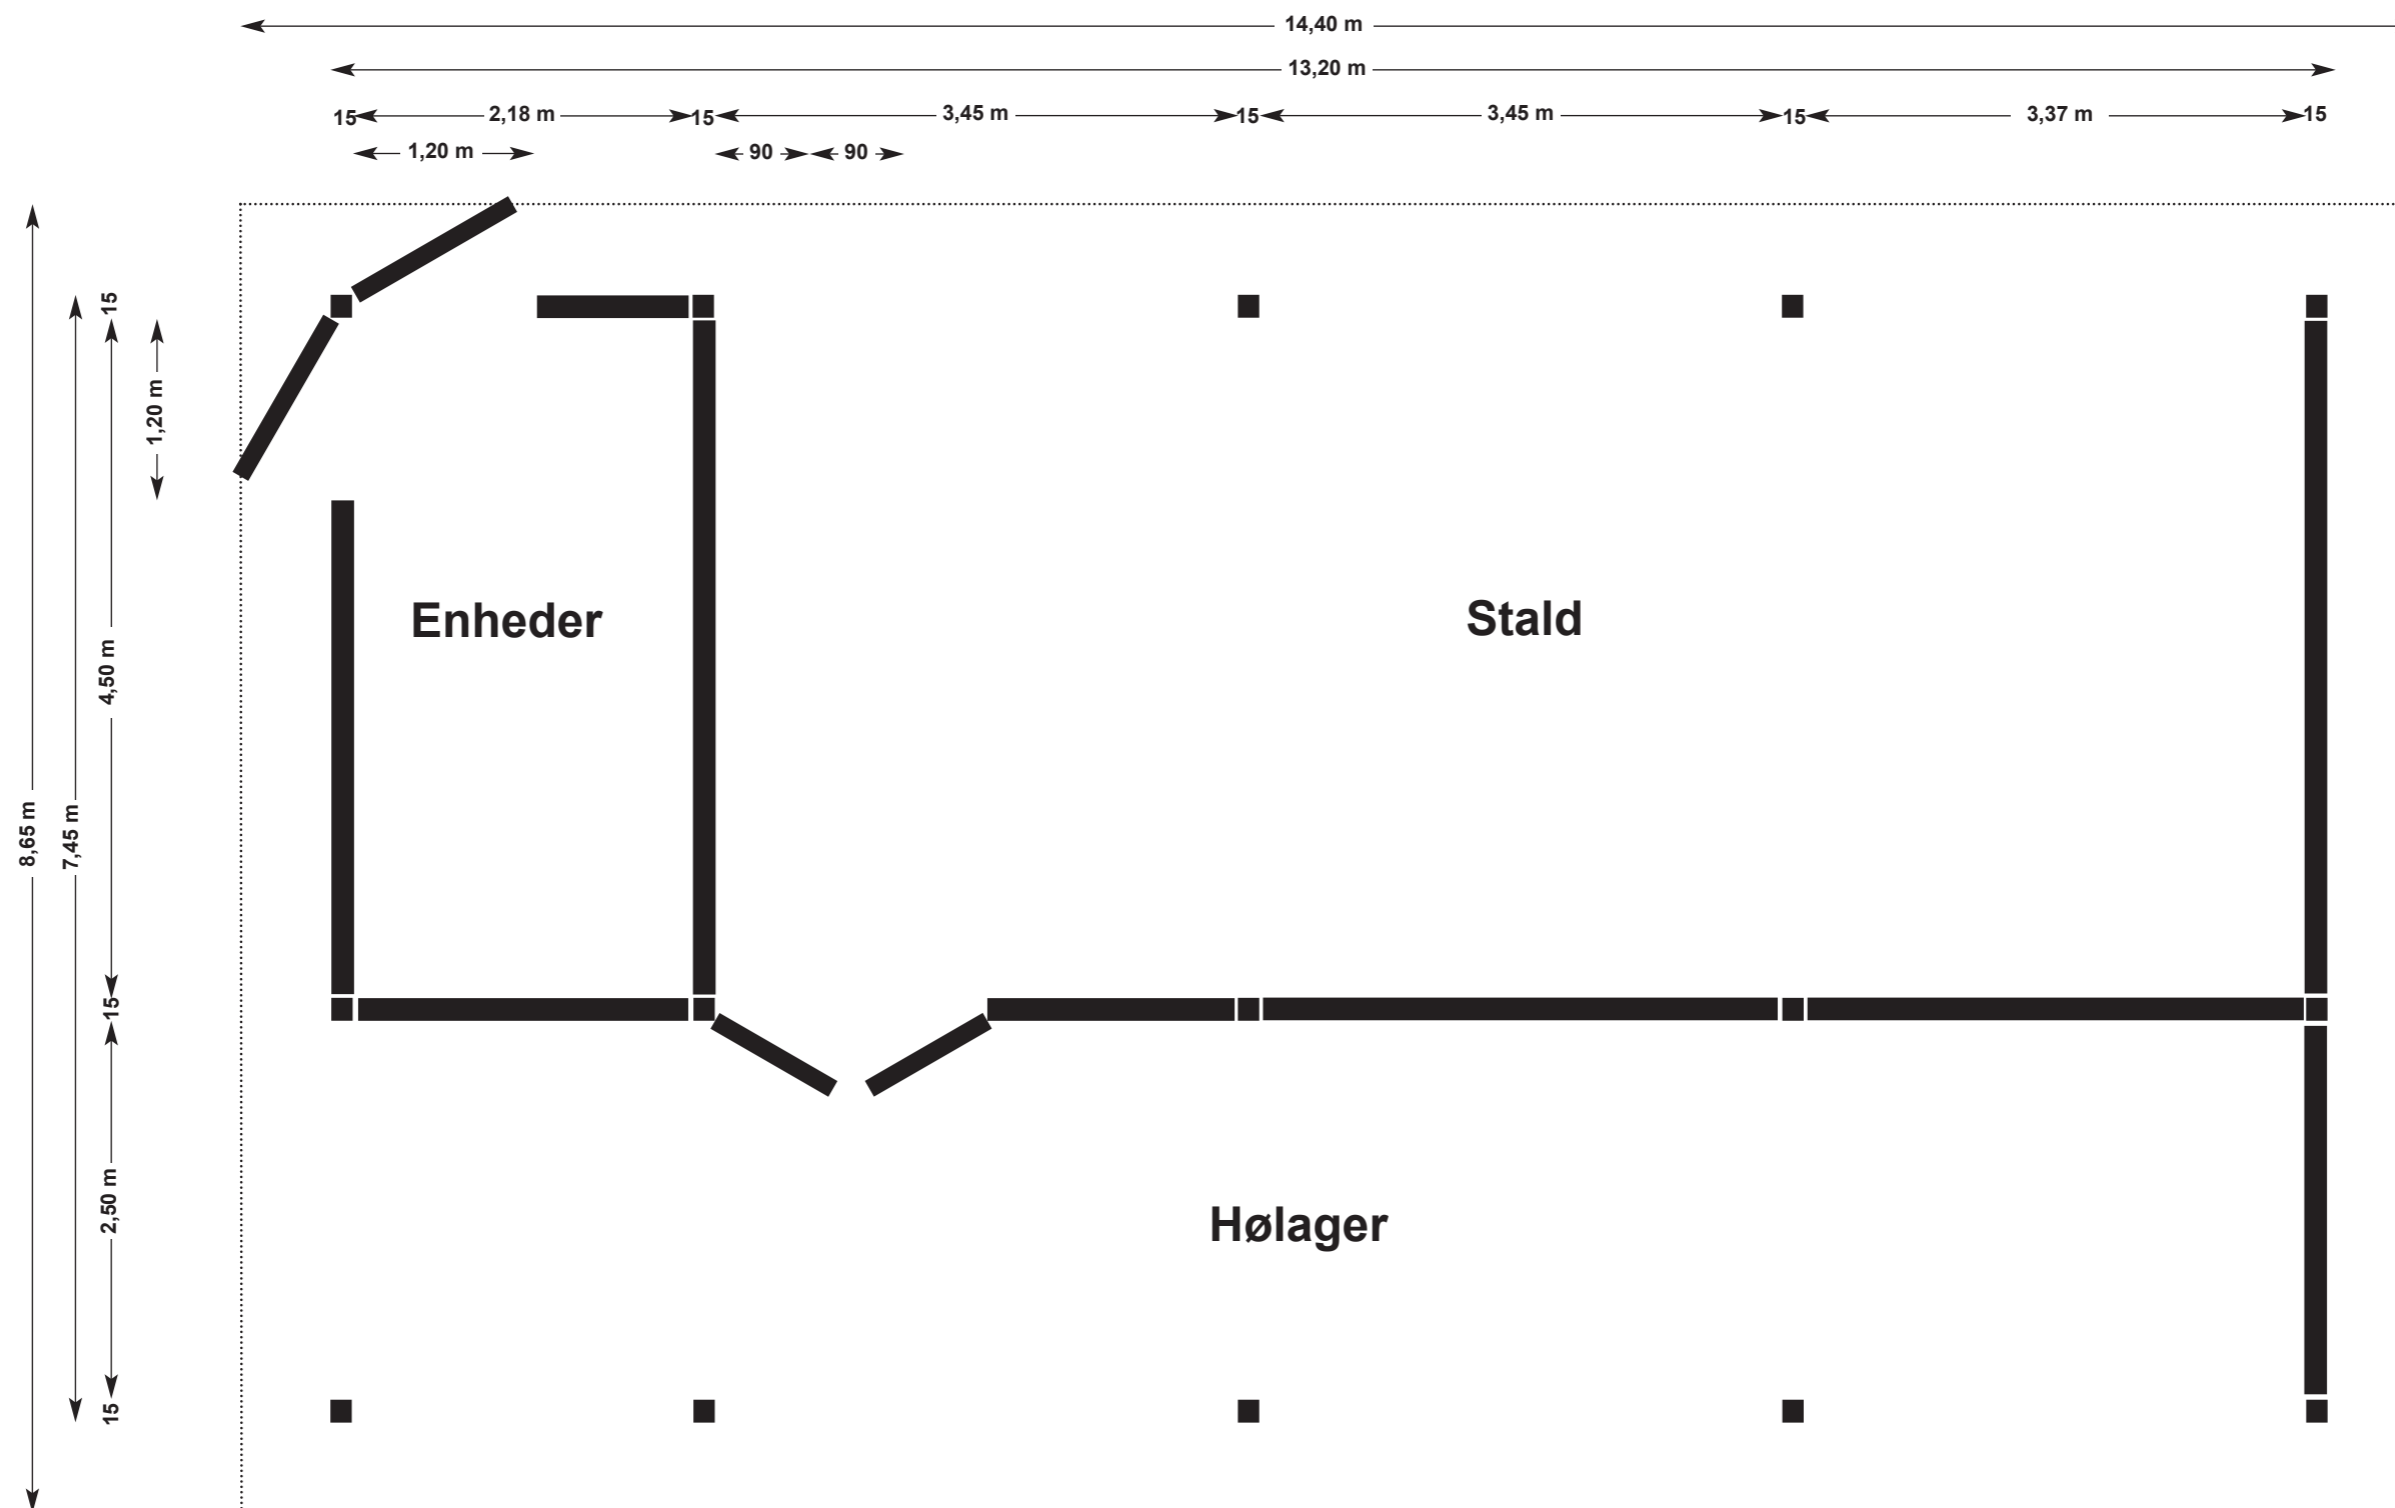 14,40 m
13,20 m
15 2,18 m 15 3,45 m 15 3,45 m 15 3,37 m 15
1,20 m 90 90
15
1,20 m
4,50 m
8,65 m
7,45 m
15
2,50 m
15
Enheder
Stald
Hølager